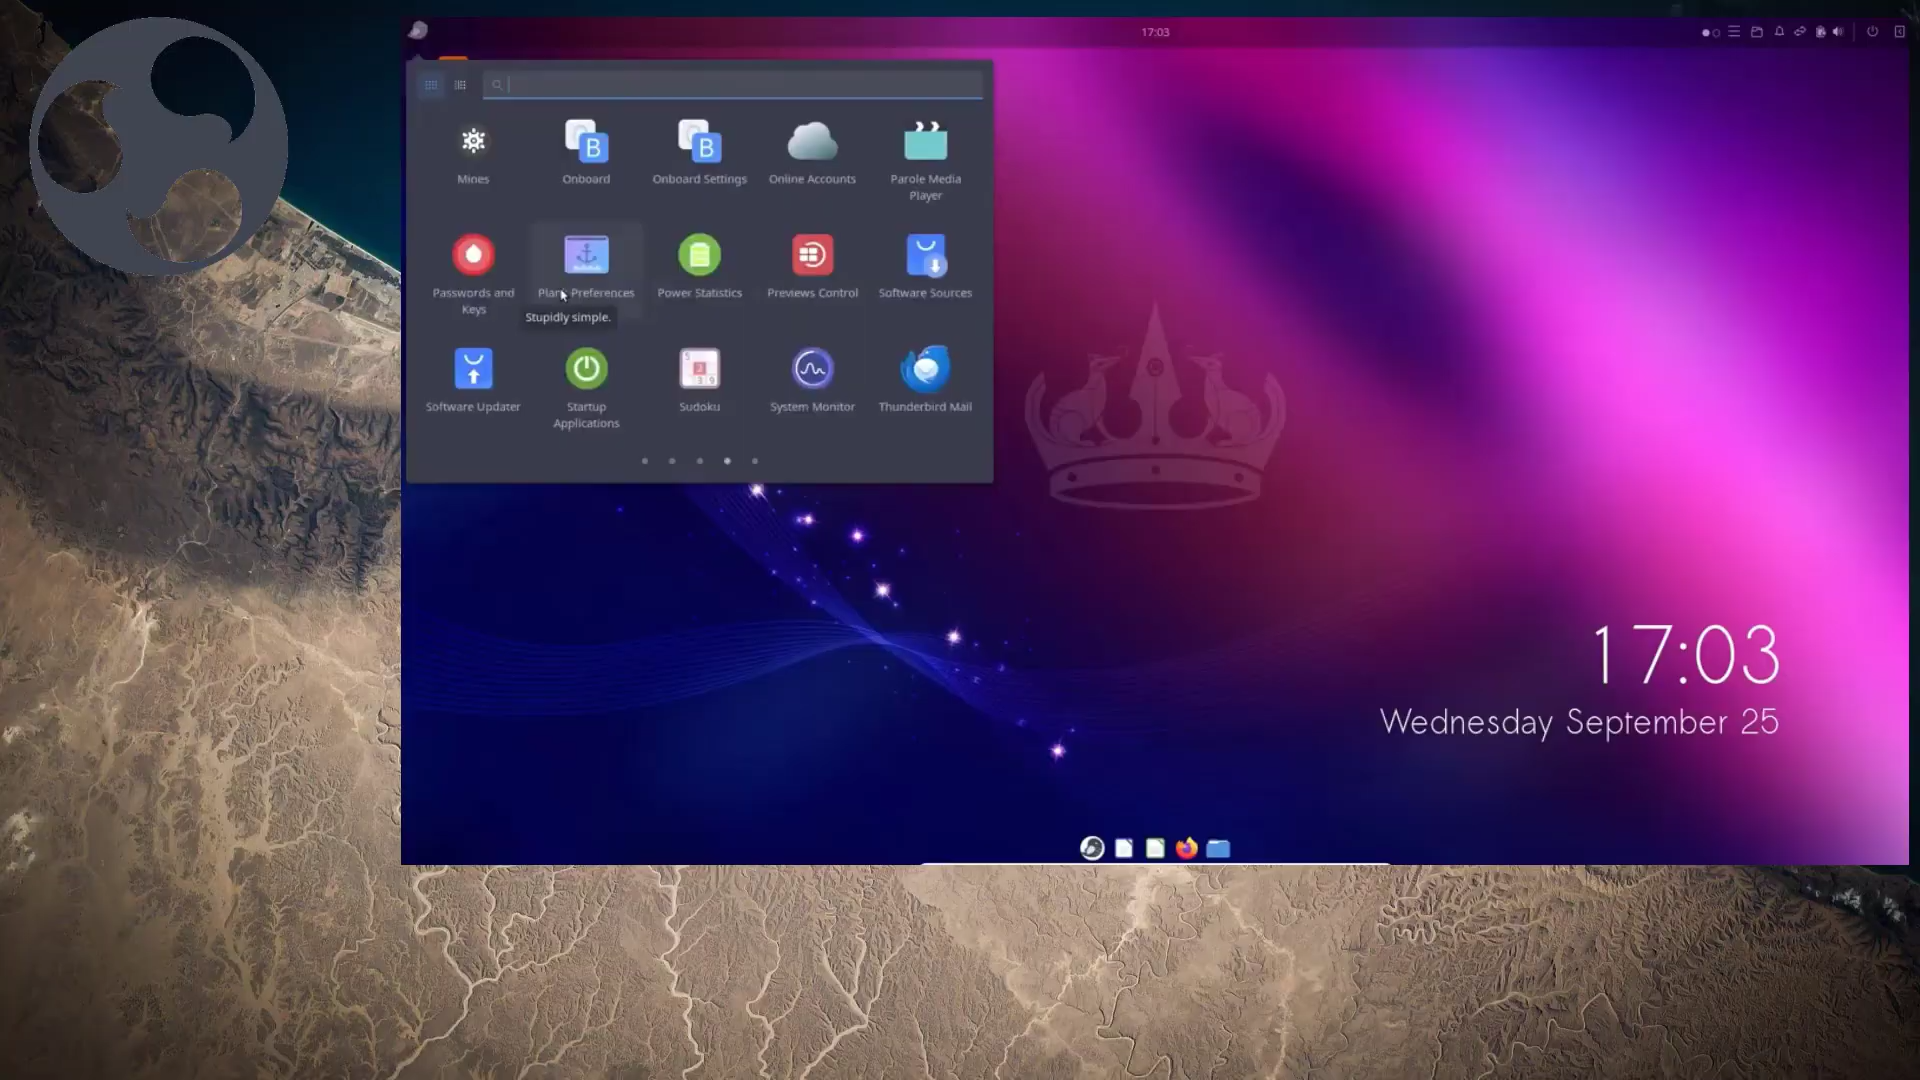 17:03
Mines
Onboard
Onboard Settings
Online Accounts
Parole Media
Player
Passwords and
Keys
Plank Preferences
Power Statistics
Previews Control
Software Sources
Stupidly simple.
Software Updater
Startup
Applications
Sudoku
System Monitor
Thunderbird Mail
17:03
Wednesday September 25